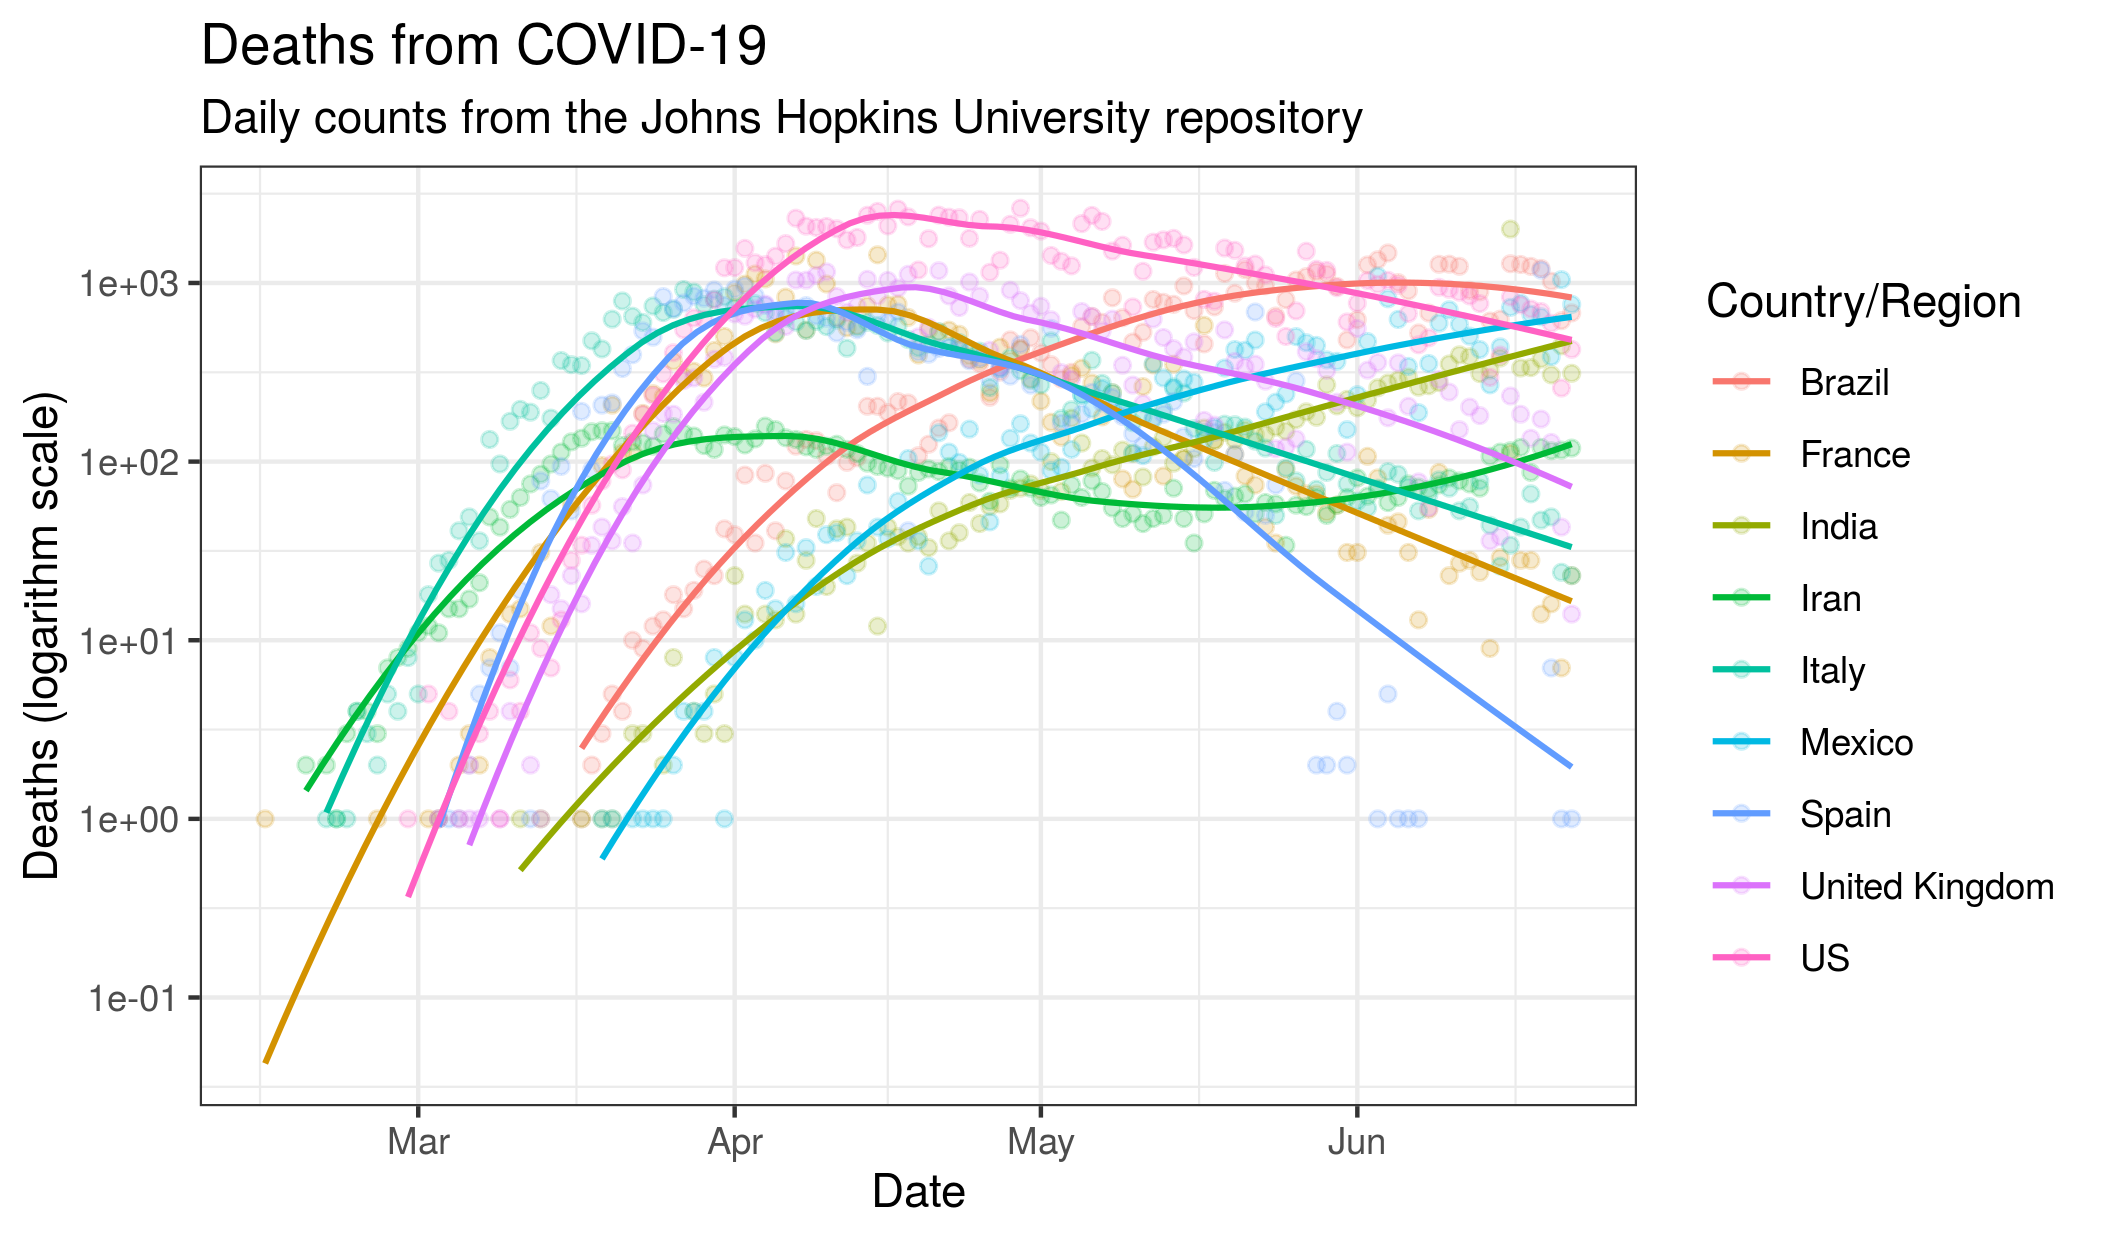 Deaths from COVID-19
Daily counts from the Johns Hopkins University repository
Deaths (logarithm scale)
1e+03
1e+02
1e+01
1e+00
1e-01
Mar
Apr
May
Jun
Date
Country/Region
Brazil
France
India
Iran
Italy
Mexico
Spain
United Kingdom
US